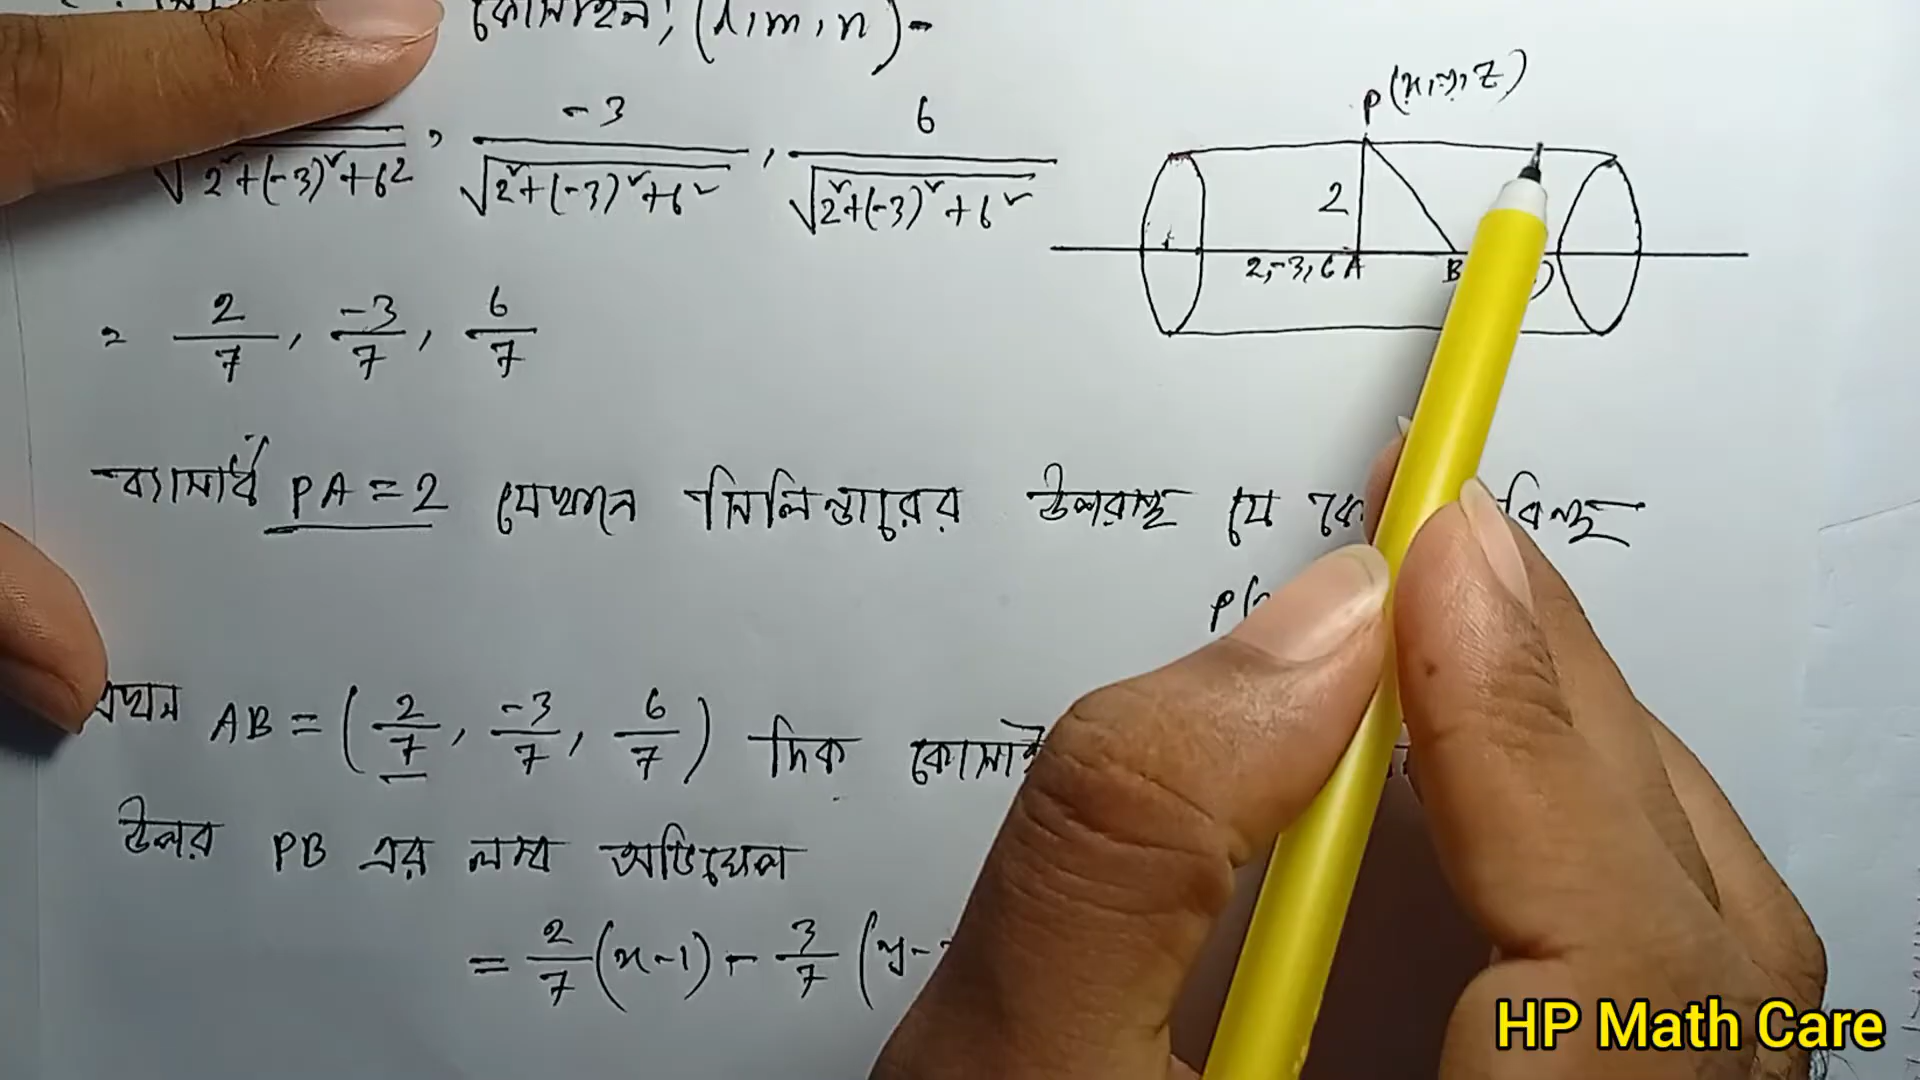 কোসাইন, (l, m, n) -
√2²+(-3)²+6² , -3/√2²+(-3)²+6² , 6/√2²+(-3)²+6²
P(x, y, z)
2
2, -3, 6 A B )
= 2/7 , -3/7 , 6/7
ব্যাসার্ধ PA = 2 যেখানে সিলিন্ডারের উপরস্থ যে বিন্দু
P(
এখন AB = (2/7 , -3/7 , 6/7) দিক
উপর PB এর লম্ব অভিক্ষেপ
= 2/7 (x-1) - 3/7 (y-
HP Math Care